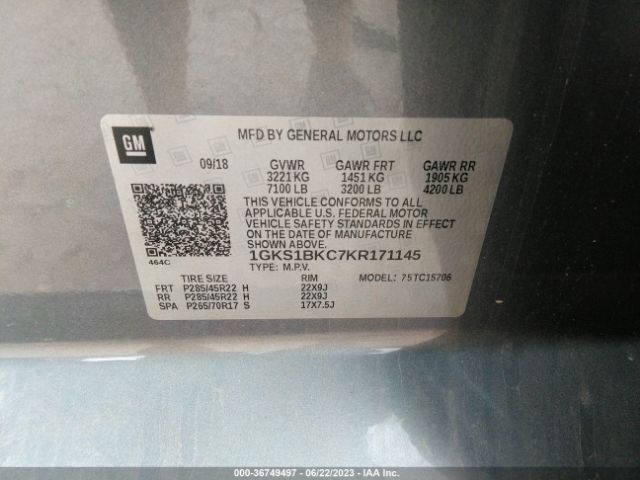 GM
MFD BY GENERAL MOTORS LLC
09/18 GVWR GAWR FRT GAWR RR
3221 KG 1451 KG 1905 KG
7100 LB 3200 LB 4200 LB
THIS VEHICLE CONFORMS TO ALL
APPLICABLE U.S. FEDERAL MOTOR
VEHICLE SAFETY STANDARDS IN EFFECT
ON THE DATE OF MANUFACTURE
SHOWN ABOVE.
464C 1GKS1BKC7KR171145
TYPE: M.P.V. MODEL: 75TC15706
TIRE SIZE RIM
FRT P285/45R22 H 22X9J
RR P285/45R22 H 22X9J
SPA P265/70R17 S 17X7.5J
000-36749497 - 06/22/2023 - IAA Inc.